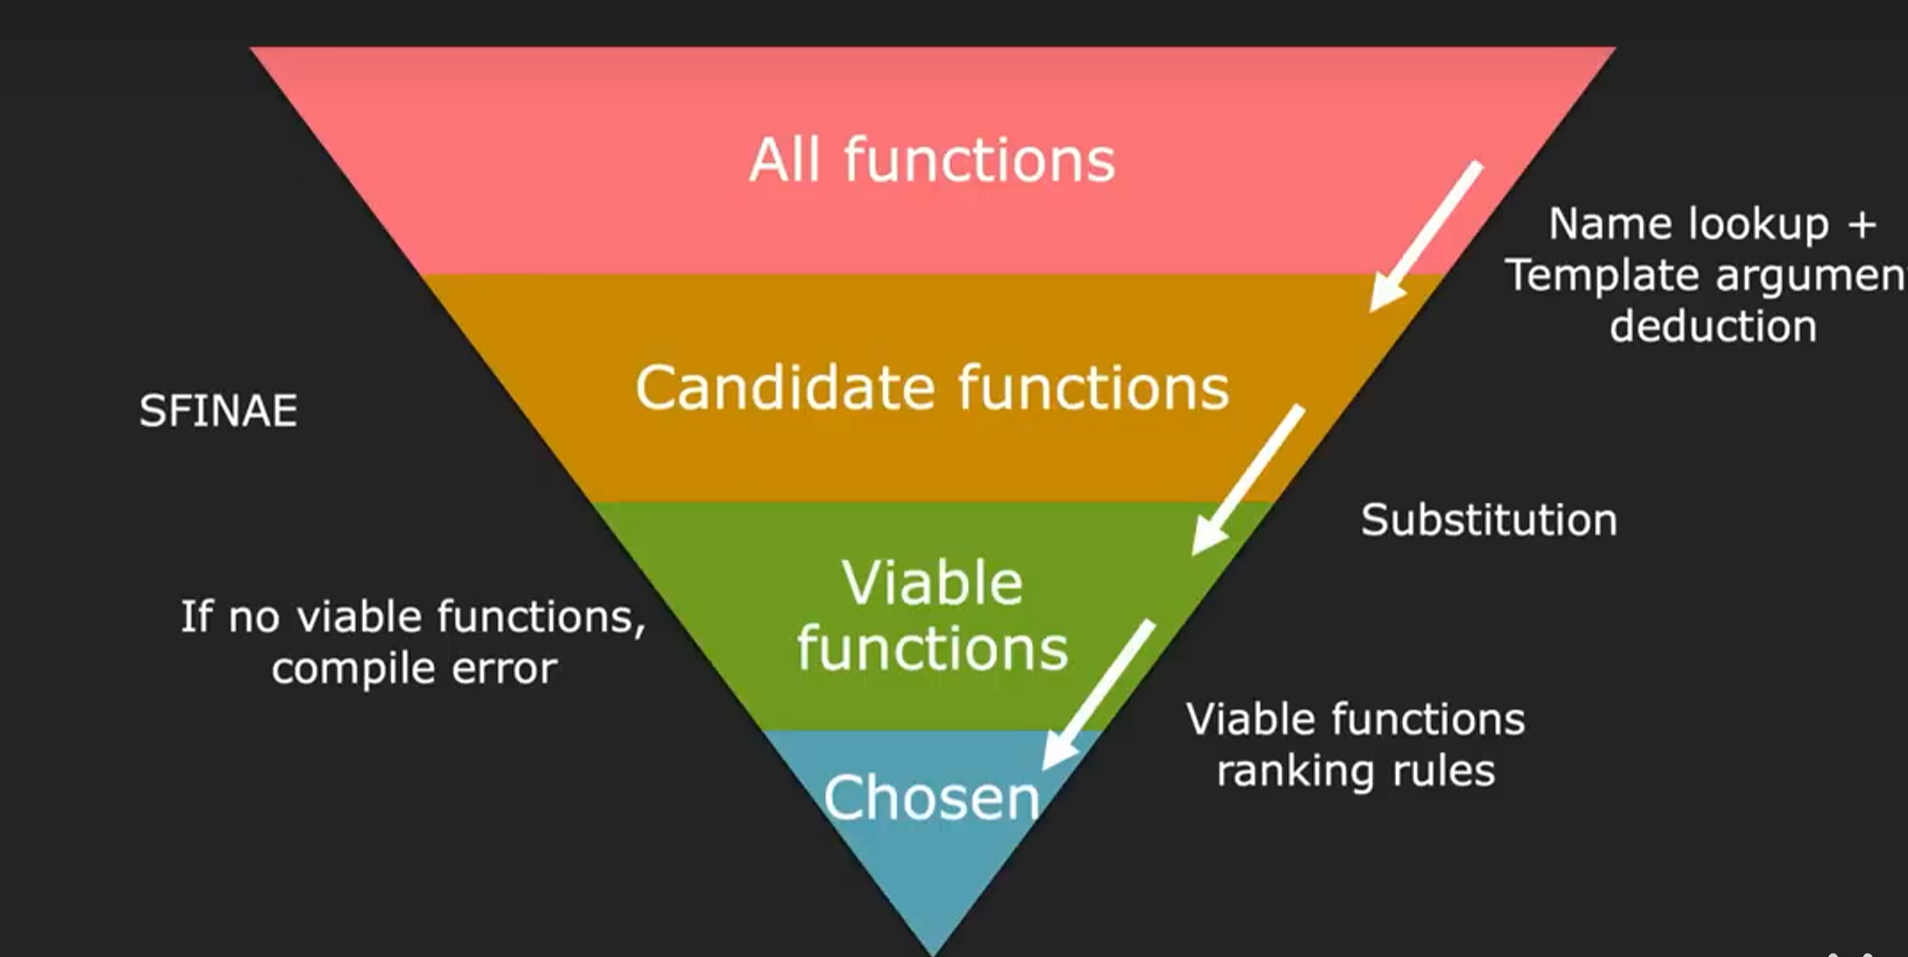 All functions
Name lookup +
Template argumen
deduction
Candidate functions
SFINAE
Substitution
Viable
functions
If no viable functions,
compile error
Viable functions
ranking rules
Chosen